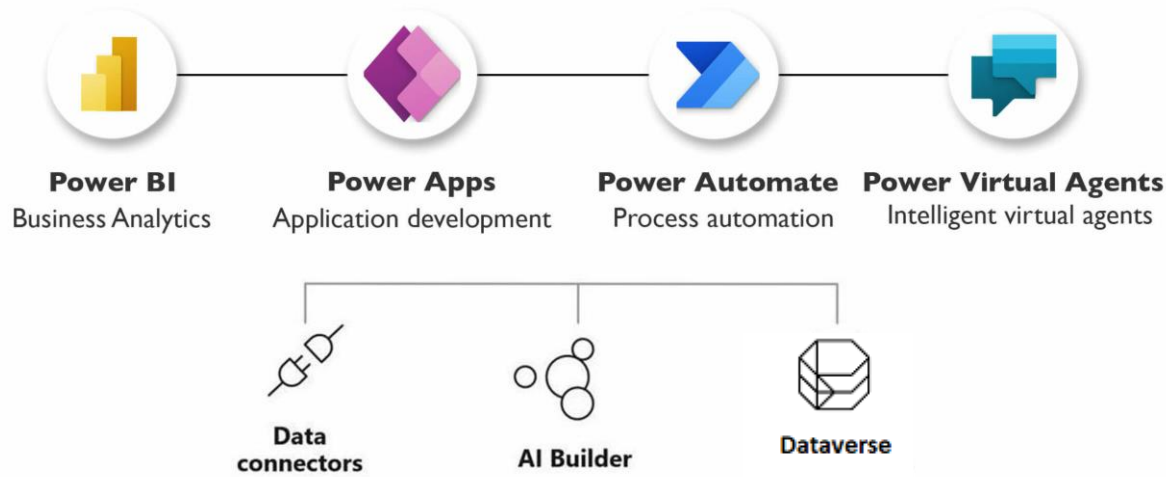 Power BI
Business Analytics
Power Apps
Application development
Power Automate
Process automation
Power Virtual Agents
Intelligent virtual agents
Data
connectors
AI Builder
Dataverse